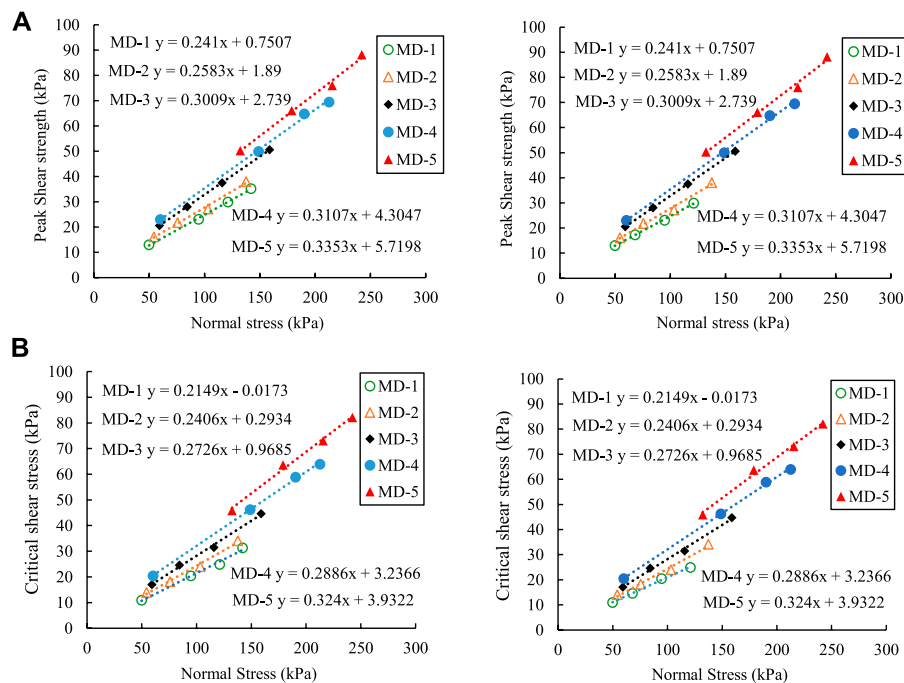 A
Peak Shear strength (kPa)
100
90
80
70
60
50
40
30
20
10
0
MD-1 y = 0.241x + 0.7507
MD-2 y = 0.2583x + 1.89
MD-3 y = 0.3009x + 2.739
MD-1
MD-2
MD-3
MD-4
MD-5
MD-4 y = 0.3107x + 4.3047
MD-5 y = 0.3353x + 5.7198
0 50 100 150 200 250 300
Normal stress (kPa)
Peak Shear strength (kPa)
100
90
80
70
60
50
40
30
20
10
0
MD-1 y = 0.241x + 0.7507
MD-2 y = 0.2583x + 1.89
MD-3 y = 0.3009x + 2.739
MD-1
MD-2
MD-3
MD-4
MD-5
MD-4 y = 0.3107x + 4.3047
MD-5 y = 0.3353x + 5.7198
0 50 100 150 200 250 300
Normal stress (kPa)
B
Critical shear stress (kPa)
100
90
80
70
60
50
40
30
20
10
0
MD-1 y = 0.2149x - 0.0173
MD-2 y = 0.2406x + 0.2934
MD-3 y = 0.2726x + 0.9685
MD-1
MD-2
MD-3
MD-4
MD-5
MD-4 y = 0.2886x + 3.2366
MD-5 y = 0.324x + 3.9322
0 50 100 150 200 250 300
Normal Stress (kPa)
Critical shear stress (kPa)
100
90
80
70
60
50
40
30
20
10
0
MD-1 y = 0.2149x - 0.0173
MD-2 y = 0.2406x + 0.2934
MD-3 y = 0.2726x + 0.9685
MD-1
MD-2
MD-3
MD-4
MD-5
MD-4 y = 0.2886x + 3.2366
MD-5 y = 0.324x + 3.9322
0 50 100 150 200 250 300
Normal Stress (kPa)